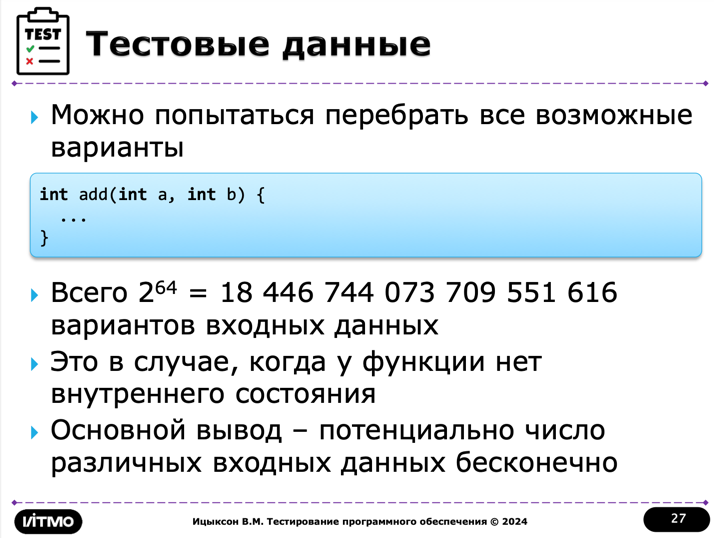 TEST
Тестовые данные
Можно попытаться перебрать все возможные
варианты
int add(int a, int b) {
...
}
Всего 2⁶⁴ = 18 446 744 073 709 551 616
вариантов входных данных
Это в случае, когда у функции нет
внутреннего состояния
Основной вывод – потенциально число
различных входных данных бесконечно
ИТМО
Ицыксон В.М. Тестирование программного обеспечения © 2024
27